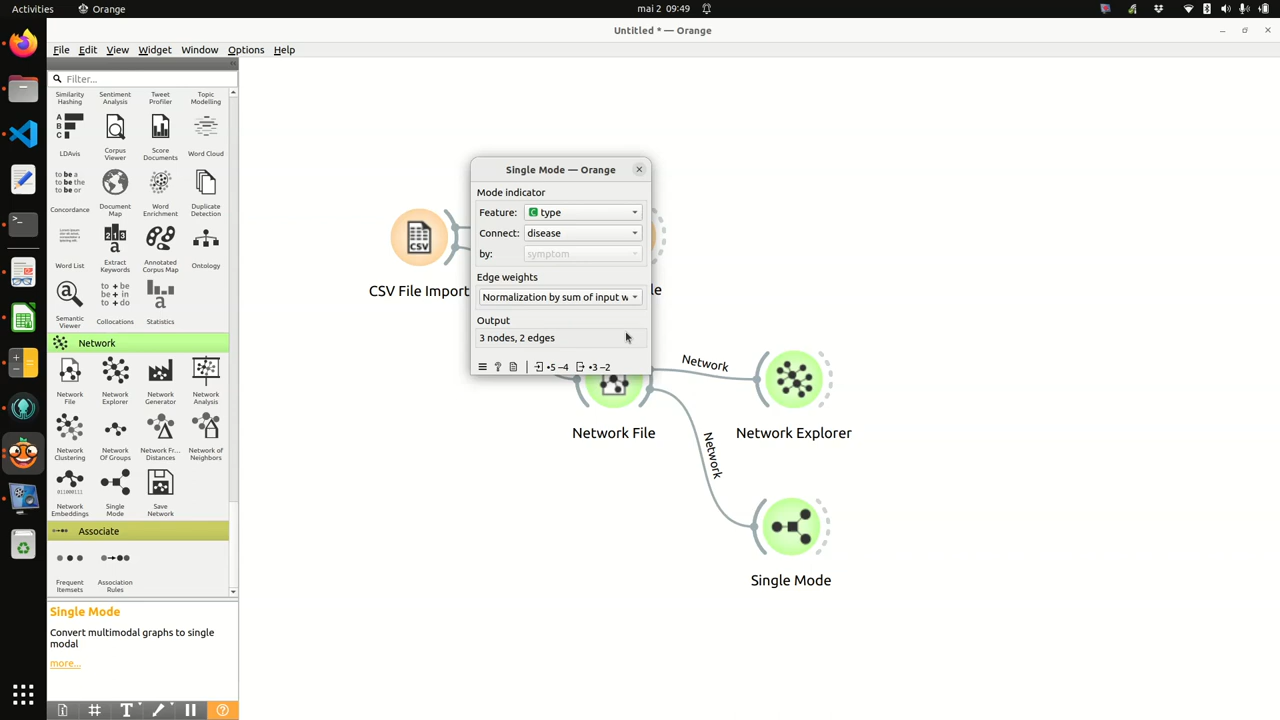 Activities
Orange
mai 2 09:49
Untitled * — Orange
File Edit View Widget Window Options Help
Filter...
Similarity Hashing
Sentiment Analysis
Tweet Profiler
Topic Modelling
LDAvis
Corpus Viewer
Score Documents
Word Cloud
Concordance
Document Map
Word Enrichment
Duplicate Detection
Word List
Extract Keywords
Annotated Corpus Map
Ontology
Semantic Viewer
Collocations
Statistics
Network
Network File
Network Explorer
Network Generator
Network Analysis
Network Clustering
Network Of Groups
Network Fr... Distances
Network of Neighbors
Network Embeddings
Single Mode
Save Network
Associate
Frequent Itemsets
Association Rules
Single Mode
Convert multimodal graphs to single
modal
more...
CSV
CSV File Import
le
Single Mode — Orange
Mode indicator
Feature: C type
Connect: disease
by: symptom
Edge weights
Normalization by sum of input w
Output
3 nodes, 2 edges
•5 –4
•3 –2
Network
Network File
Network Explorer
Network
Single Mode